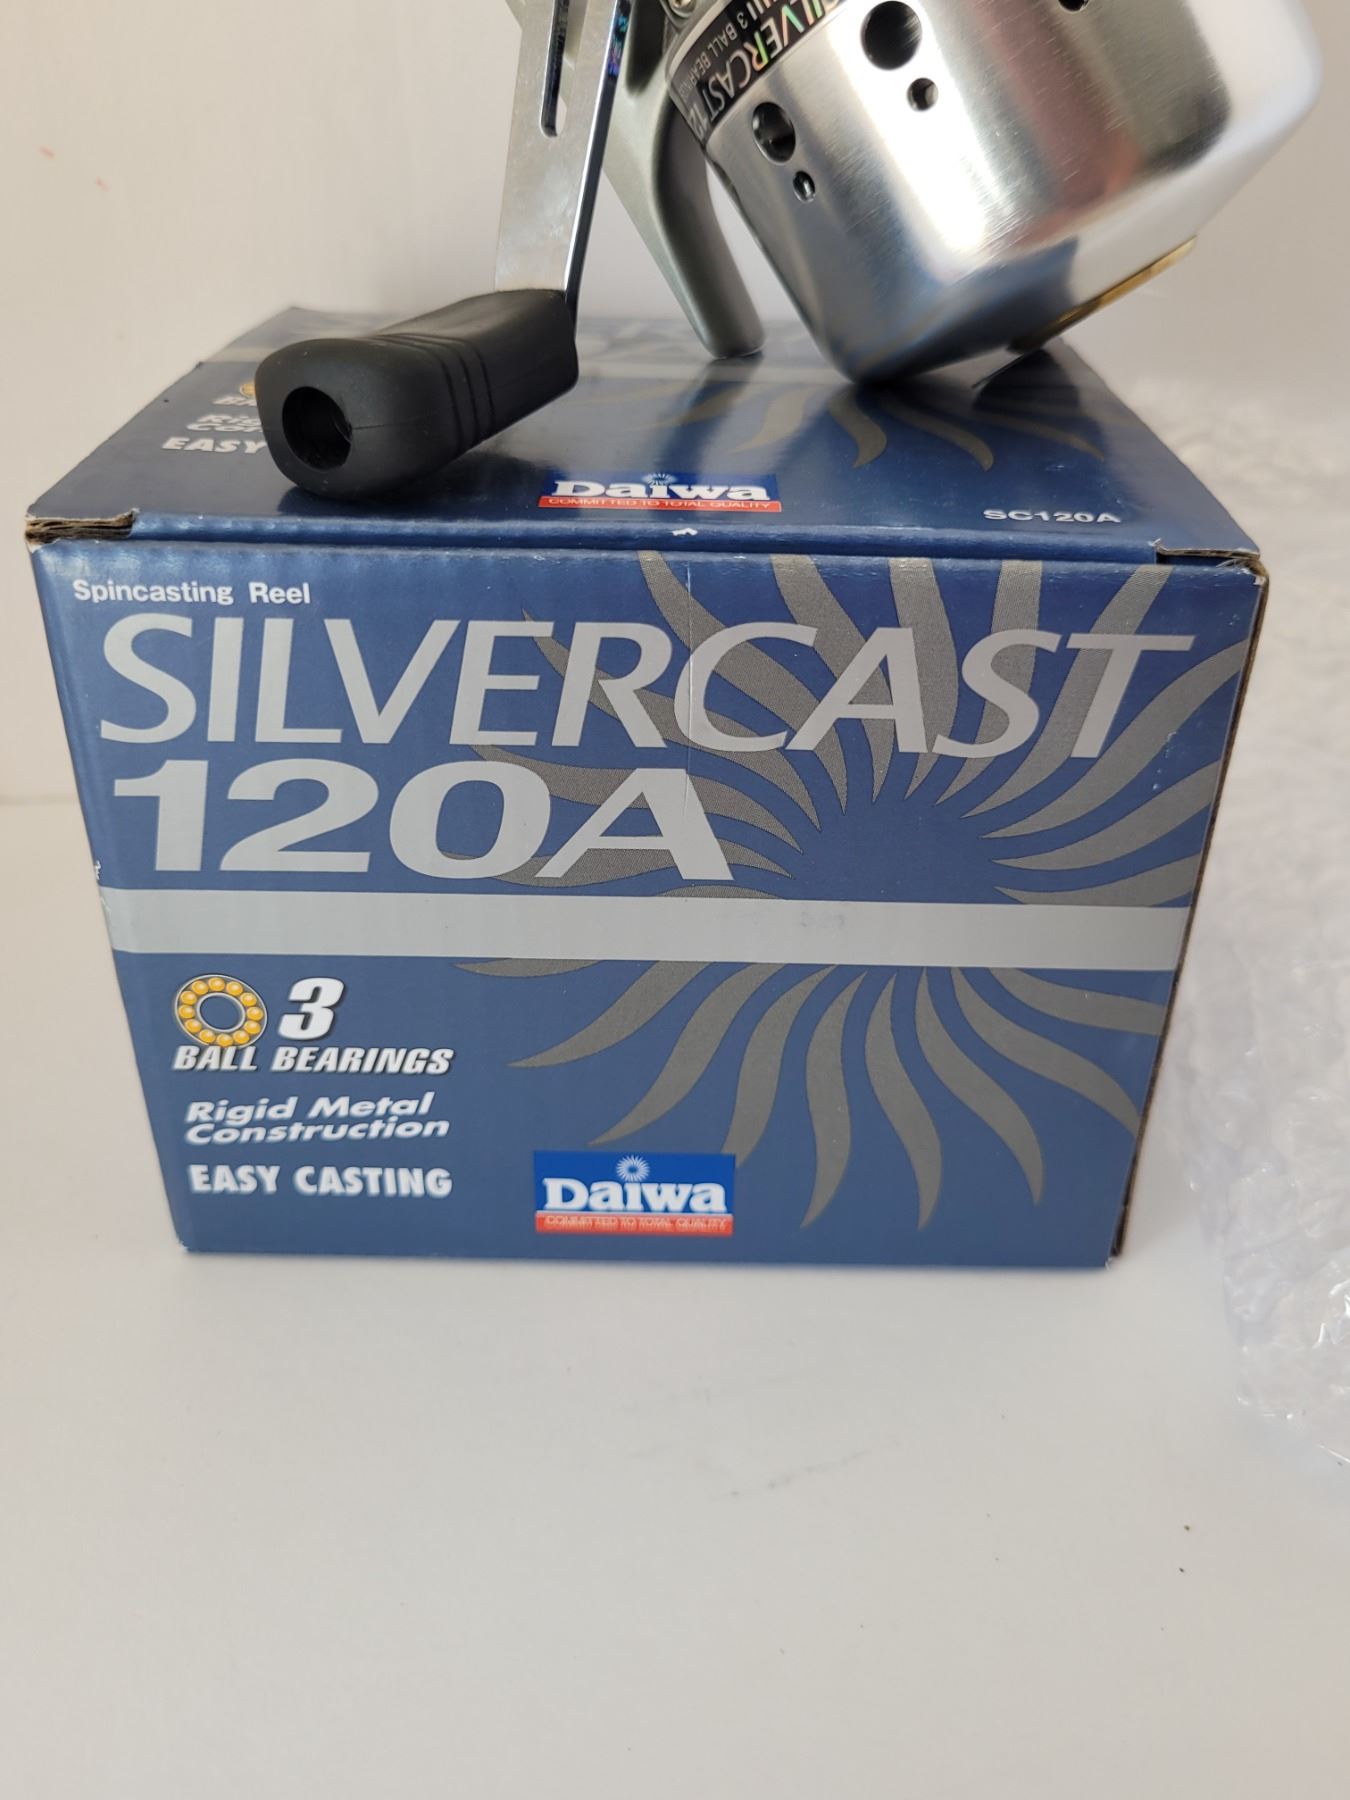 SILVERCAST
3 BALL BEARINGS
EASY
Daiwa
COMMITTED TO TOTAL QUALITY
SC120A
Spincasting Reel
SILVERCAST
120A
3
BALL BEARINGS
Rigid Metal
Construction
EASY CASTING
Daiwa
COMMITTED TO TOTAL QUALITY